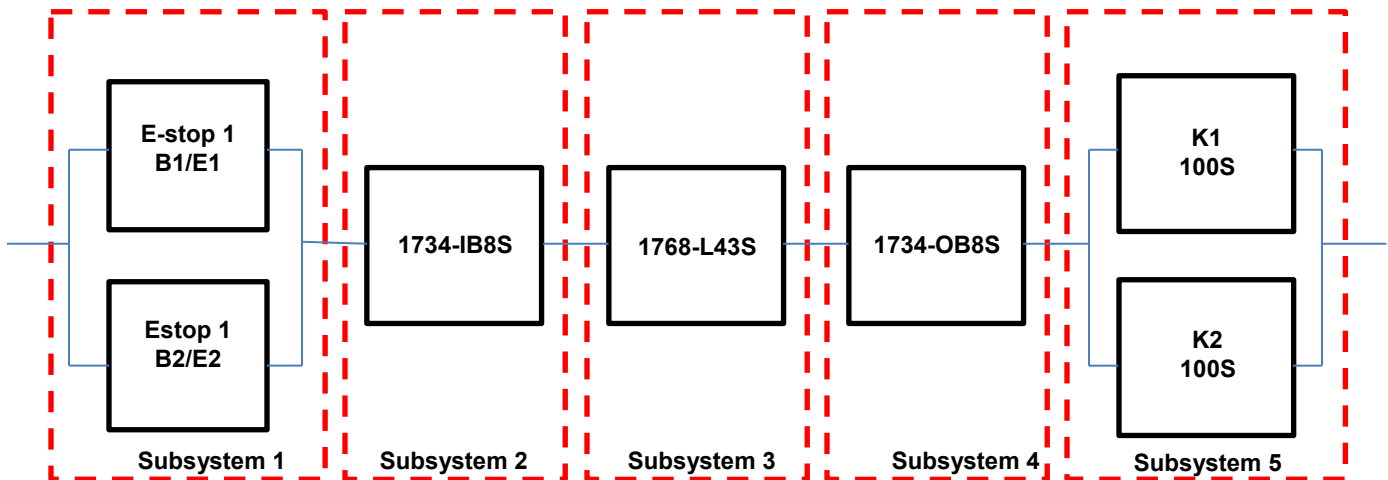 E-stop 1
B1/E1
Estop 1
B2/E2
Subsystem 1
1734-IB8S
Subsystem 2
1768-L43S
Subsystem 3
1734-OB8S
Subsystem 4
K1
100S
K2
100S
Subsystem 5